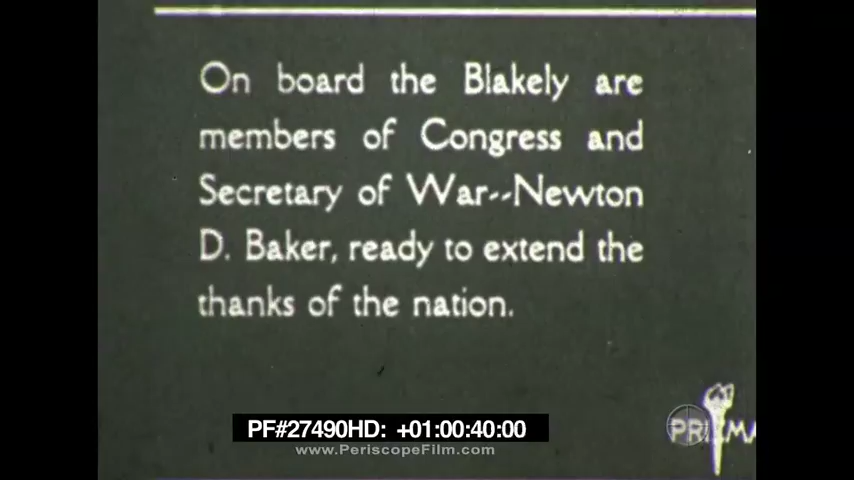 On board the Blakely are
members of Congress and
Secretary of War--Newton
D. Baker, ready to extend the
thanks of the nation.
PRIZMA
PF#27490HD: +01:00:40:00
www.PeriscopeFilm.com